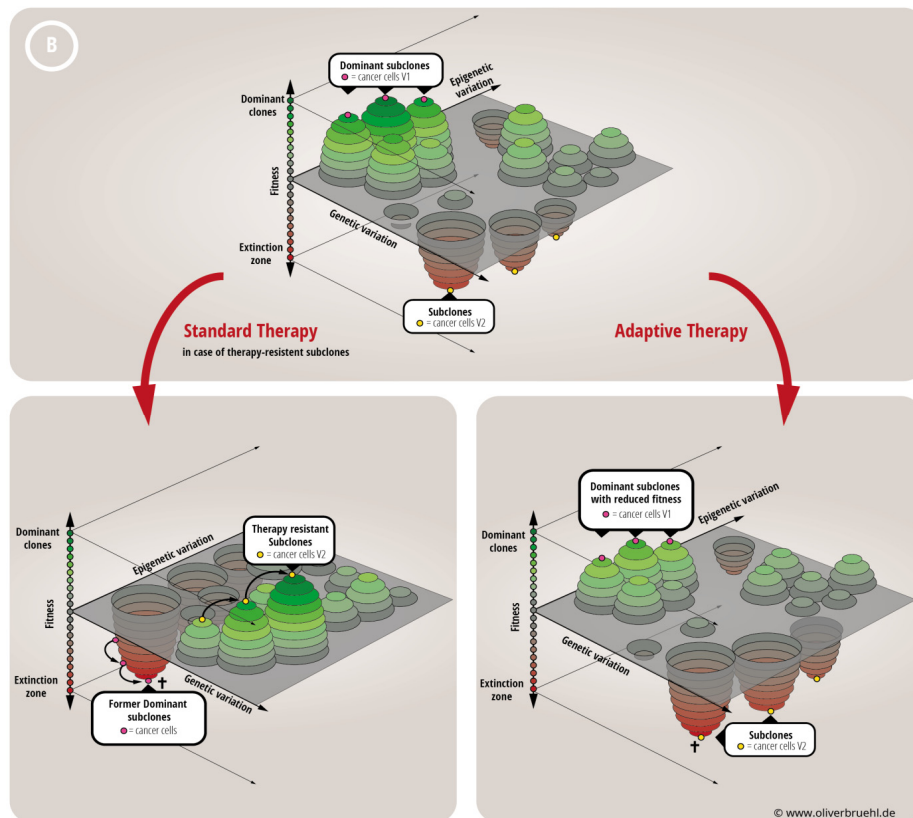 B
Dominant subclones
= cancer cells V1
Epigenetic
variation
Dominant
clones
Fitness
Genetic variation
Extinction
zone
Subclones
= cancer cells V2
Standard Therapy
in case of therapy-resistent subclones
Adaptive Therapy
Therapy resistant
Subclones
= cancer cells V2
Dominant
clones
Epigenetic variation
Fitness
Extinction
zone
Genetic variation
Former Dominant
subclones
= cancer cells
Dominant subclones
with reduced fitness
= cancer cells V1
Epigenetic variation
Dominant
clones
Fitness
Genetic variation
Extinction
zone
Subclones
= cancer cells V2
© www.oliverbruehl.de